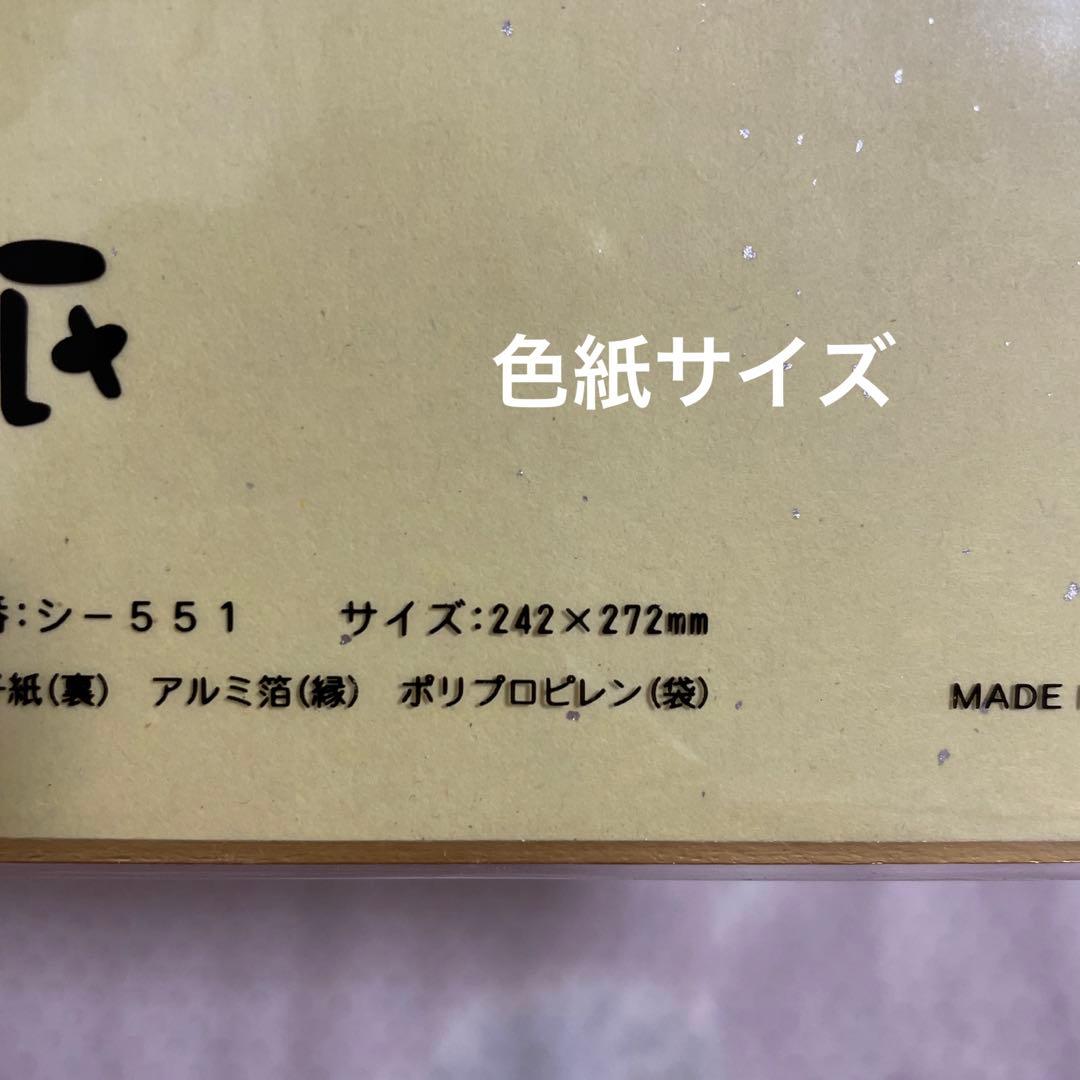 色紙サイズ
番:シー551 サイズ:242×272mm
紙(裏) アルミ箔(縁) ポリプロピレン(袋)
MADE